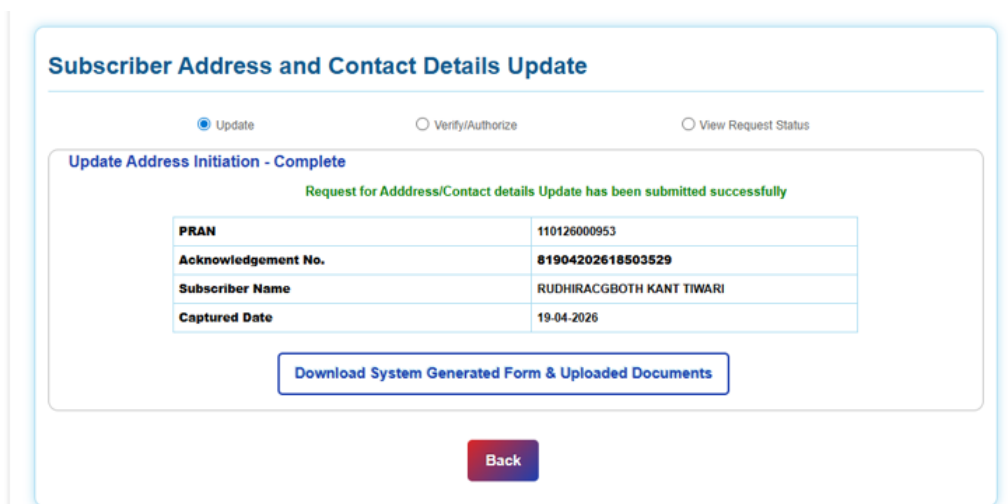 Subscriber Address and Contact Details Update
Update Verify/Authorize View Request Status
Update Address Initiation - Complete
Request for Adddress/Contact details Update has been submitted successfully
PRAN 110126000953
Acknowledgement No. 81904202618503529
Subscriber Name RUDHIRACGBOTH KANT TIWARI
Captured Date 19-04-2026
Download System Generated Form & Uploaded Documents
Back